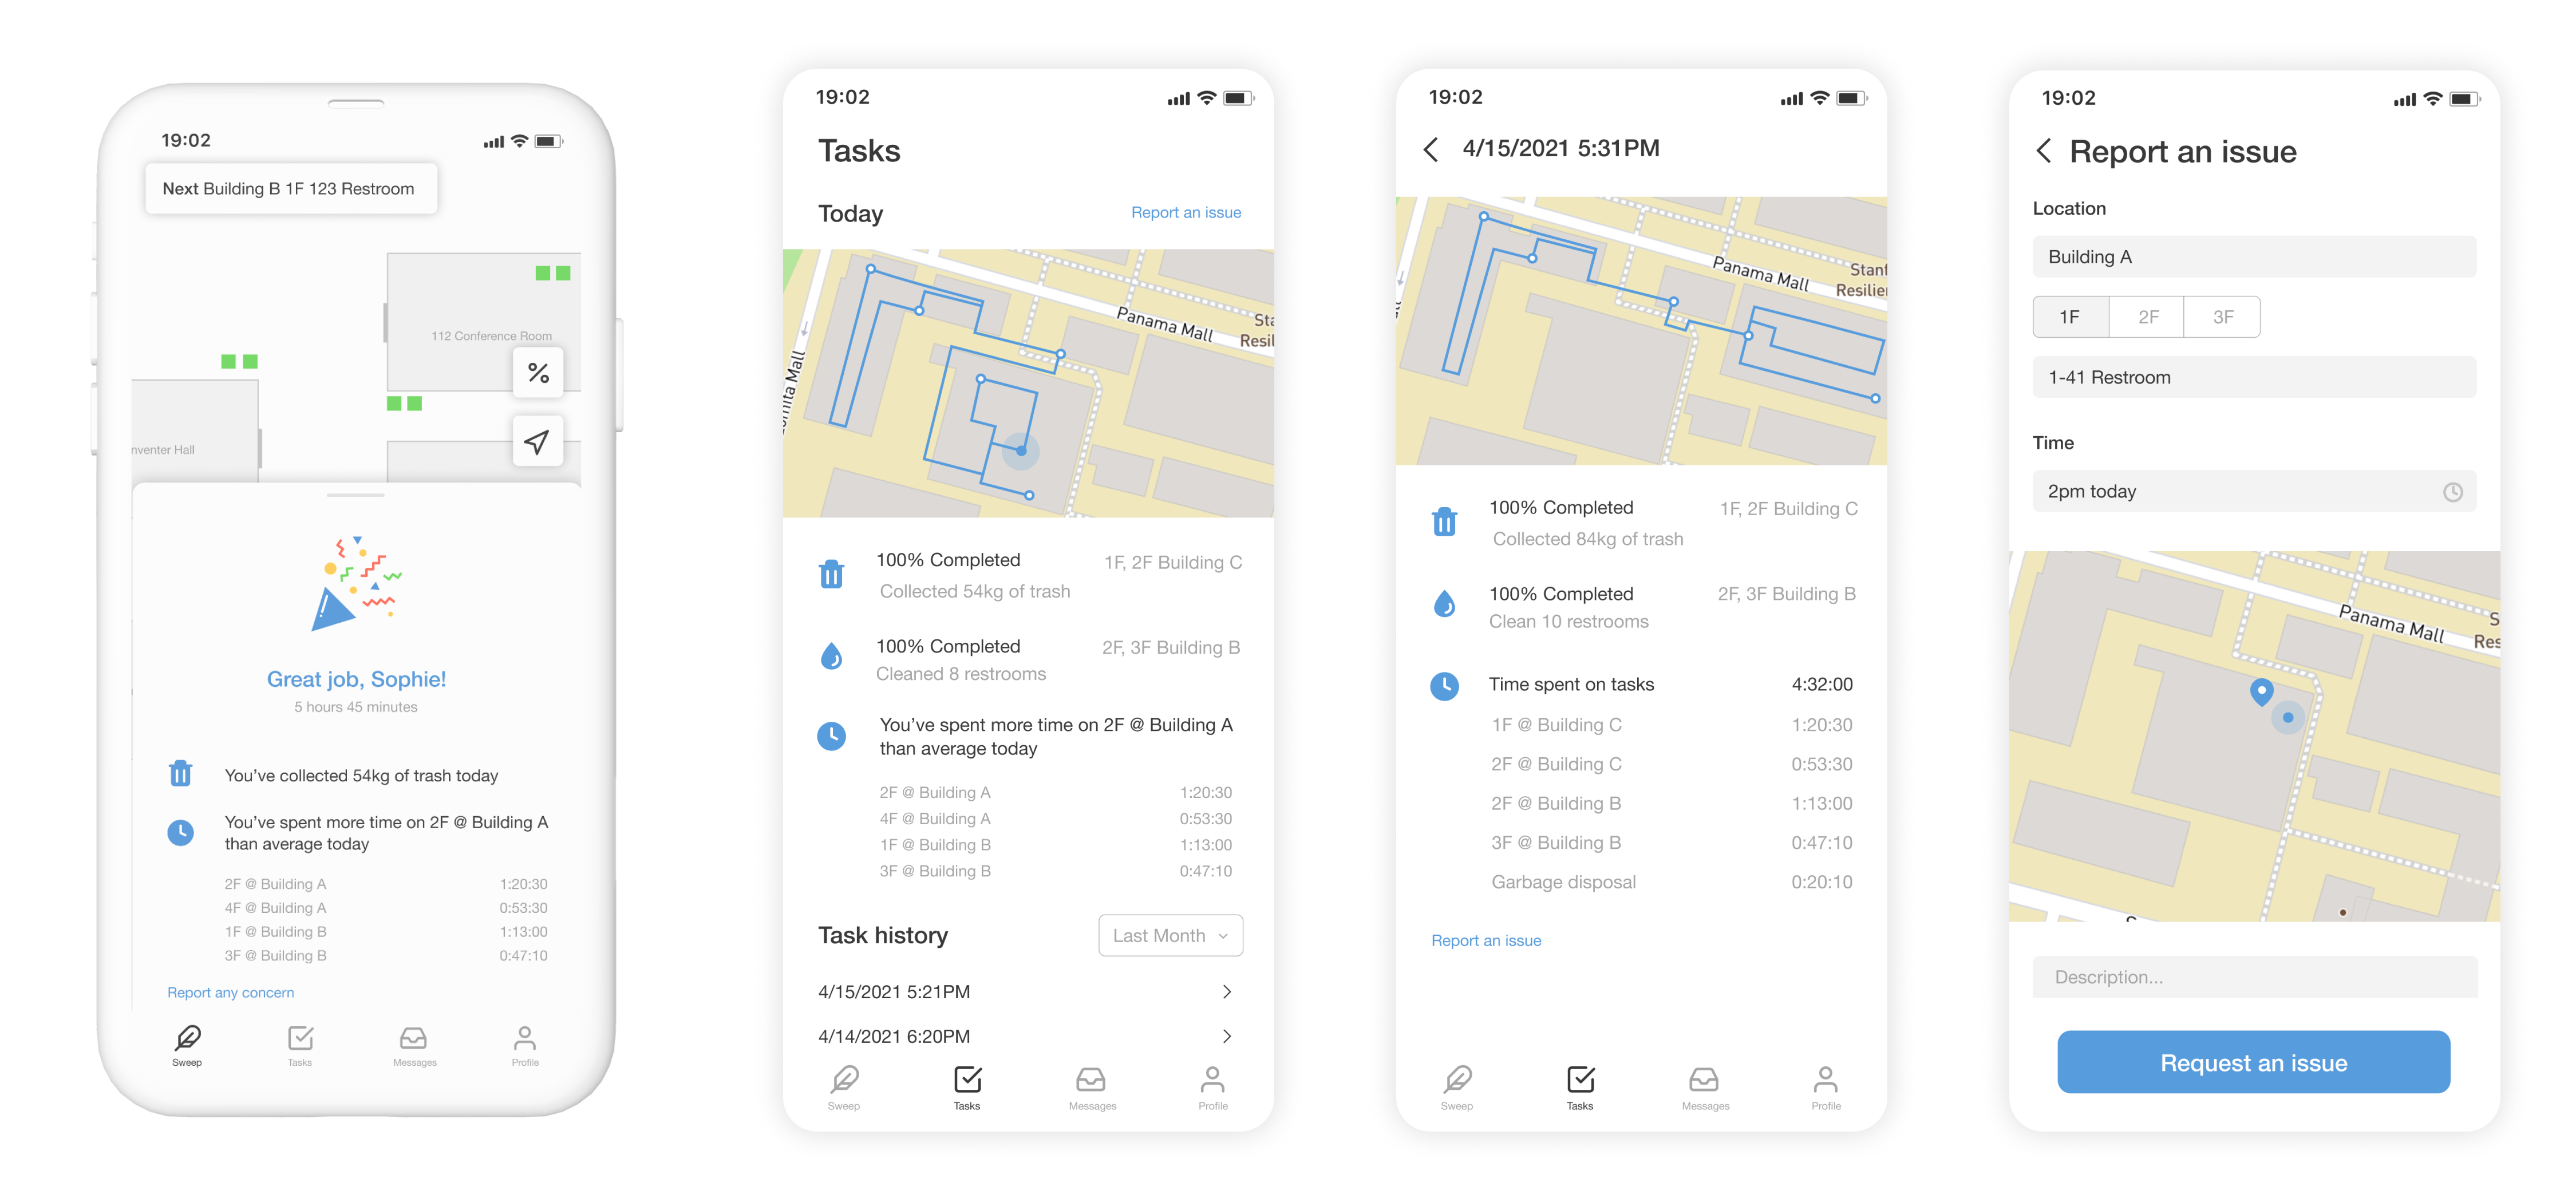 19:02
Next Building B 1F 123 Restroom
112 Conference Room
%
nventer Hall
Great job, Sophie!
5 hours 45 minutes
You’ve collected 54kg of trash today
You’ve spent more time on 2F @ Building A
than average today
2F @ Building A 1:20:30
4F @ Building A 0:53:30
1F @ Building B 1:13:00
3F @ Building B 0:47:10
Report any concern
Sweep Tasks Messages Profile
19:02
Tasks
Today Report an issue
Panama Mall
Sta
Resil
omita Mall
100% Completed 1F, 2F Building C
Collected 54kg of trash
100% Completed 2F, 3F Building B
Cleaned 8 restrooms
You’ve spent more time on 2F @ Building A
than average today
2F @ Building A 1:20:30
4F @ Building A 0:53:30
1F @ Building B 1:13:00
3F @ Building B 0:47:10
Task history Last Month
4/15/2021 5:21PM
4/14/2021 6:20PM
Sweep Tasks Messages Profile
19:02
4/15/2021 5:31PM
Panama Mall
Stanf
Resilie
100% Completed 1F, 2F Building C
Collected 84kg of trash
100% Completed 2F, 3F Building B
Clean 10 restrooms
Time spent on tasks 4:32:00
1F @ Building C 1:20:30
2F @ Building C 0:53:30
2F @ Building B 1:13:00
3F @ Building B 0:47:10
Garbage disposal 0:20:10
Report an issue
Sweep Tasks Messages Profile
19:02
Report an issue
Location
Building A
1F 2F 3F
1-41 Restroom
Time
2pm today
Panama Mall
S
Res
Description...
Request an issue